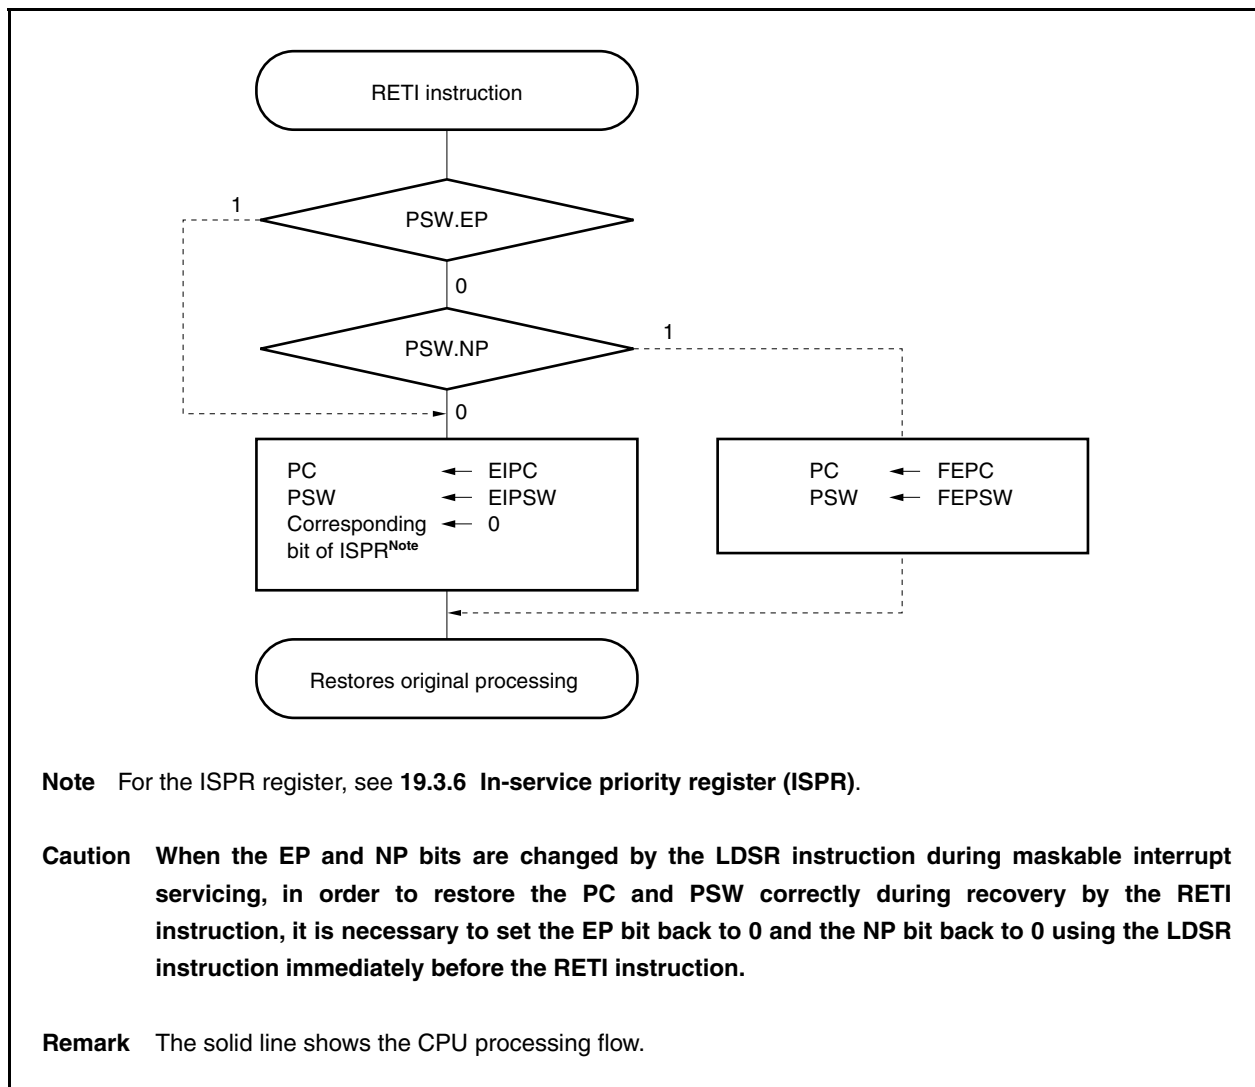 RETI instruction
1
PSW.EP
0
PSW.NP
1
0
PC ← EIPC
PSW ← EIPSW
Corresponding ← 0
bit of ISPRNote
PC ← FEPC
PSW ← FEPSW
Restores original processing
Note For the ISPR register, see 19.3.6 In-service priority register (ISPR).
Caution When the EP and NP bits are changed by the LDSR instruction during maskable interrupt
servicing, in order to restore the PC and PSW correctly during recovery by the RETI
instruction, it is necessary to set the EP bit back to 0 and the NP bit back to 0 using the LDSR
instruction immediately before the RETI instruction.
Remark The solid line shows the CPU processing flow.